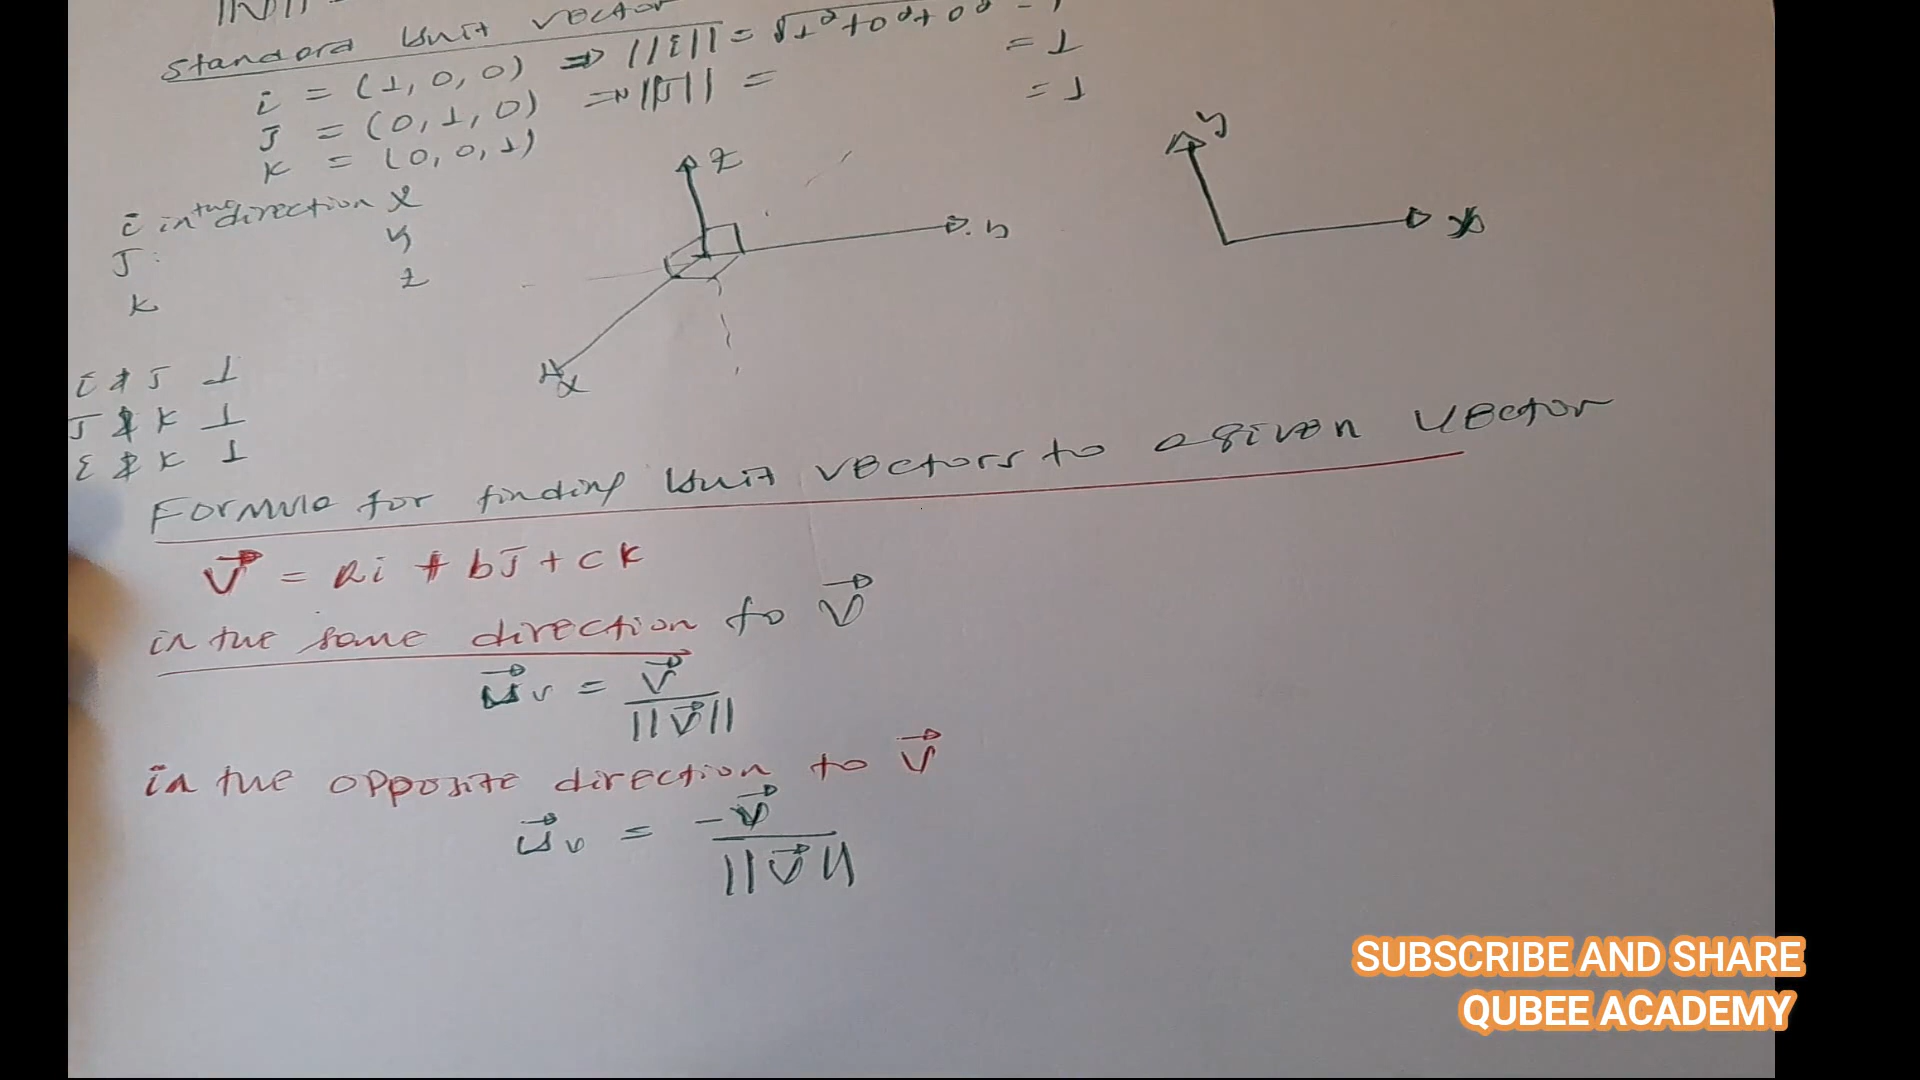 ||N||
Standard Unit vector
i = (1, 0, 0) ⇒ ||i|| = √1²+0²+0² = 1
J = (0, 1, 0) ⇒ ||J|| = = 1
K = (0, 0, 1) = 1
i in the direction x
J : y
K z
z
y
x
y
x
i & J ⊥
J & K ⊥
i & K ⊥
Formula for finding Unit vectors to a given vector
V = ai + bJ + cK
in the same direction to V
u v = V / ||V||
in the opposite direction to V
u v = -V / ||V||
SUBSCRIBE AND SHARE
QUBEE ACADEMY